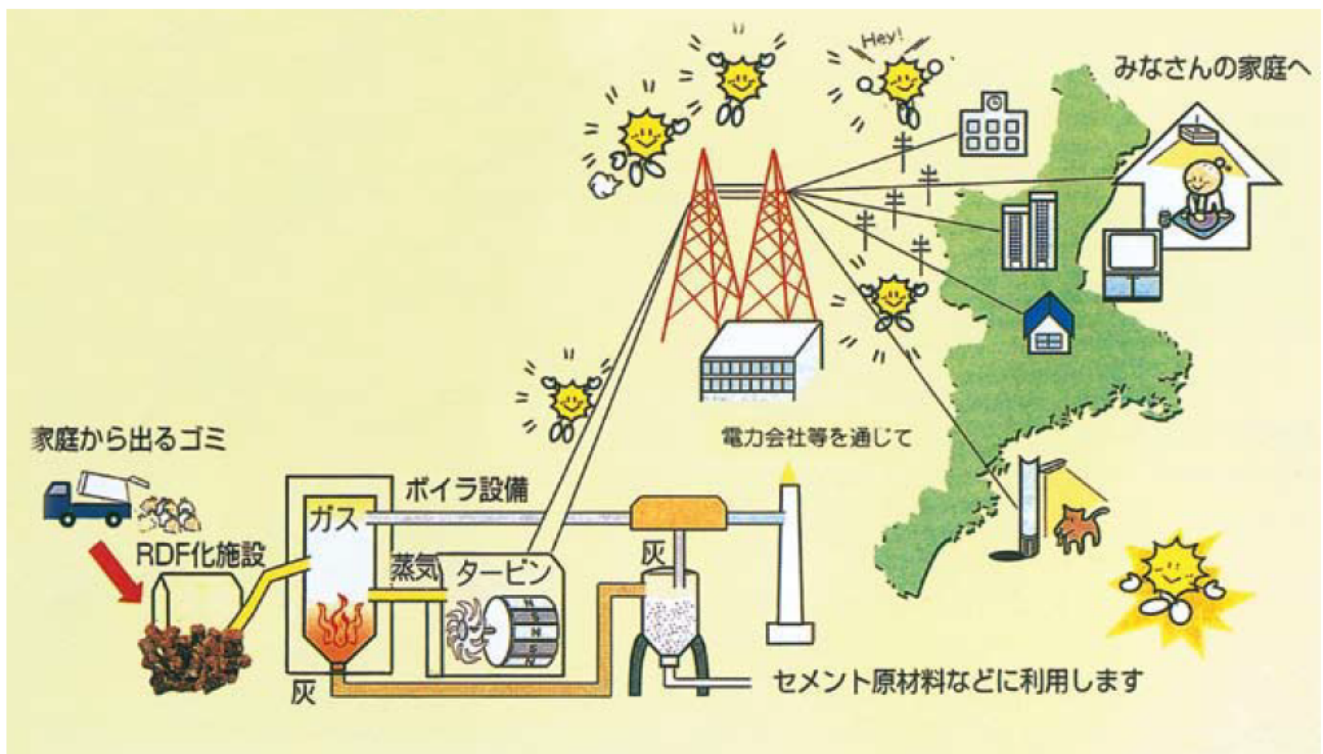 Hey!
みなさんの家庭へ
家庭から出るゴミ
電力会社等を通じて
ボイラ設備
ガス
RDF化施設
蒸気
タービン
灰
N
S
N
S
N
灰
セメント原材料などに利用します